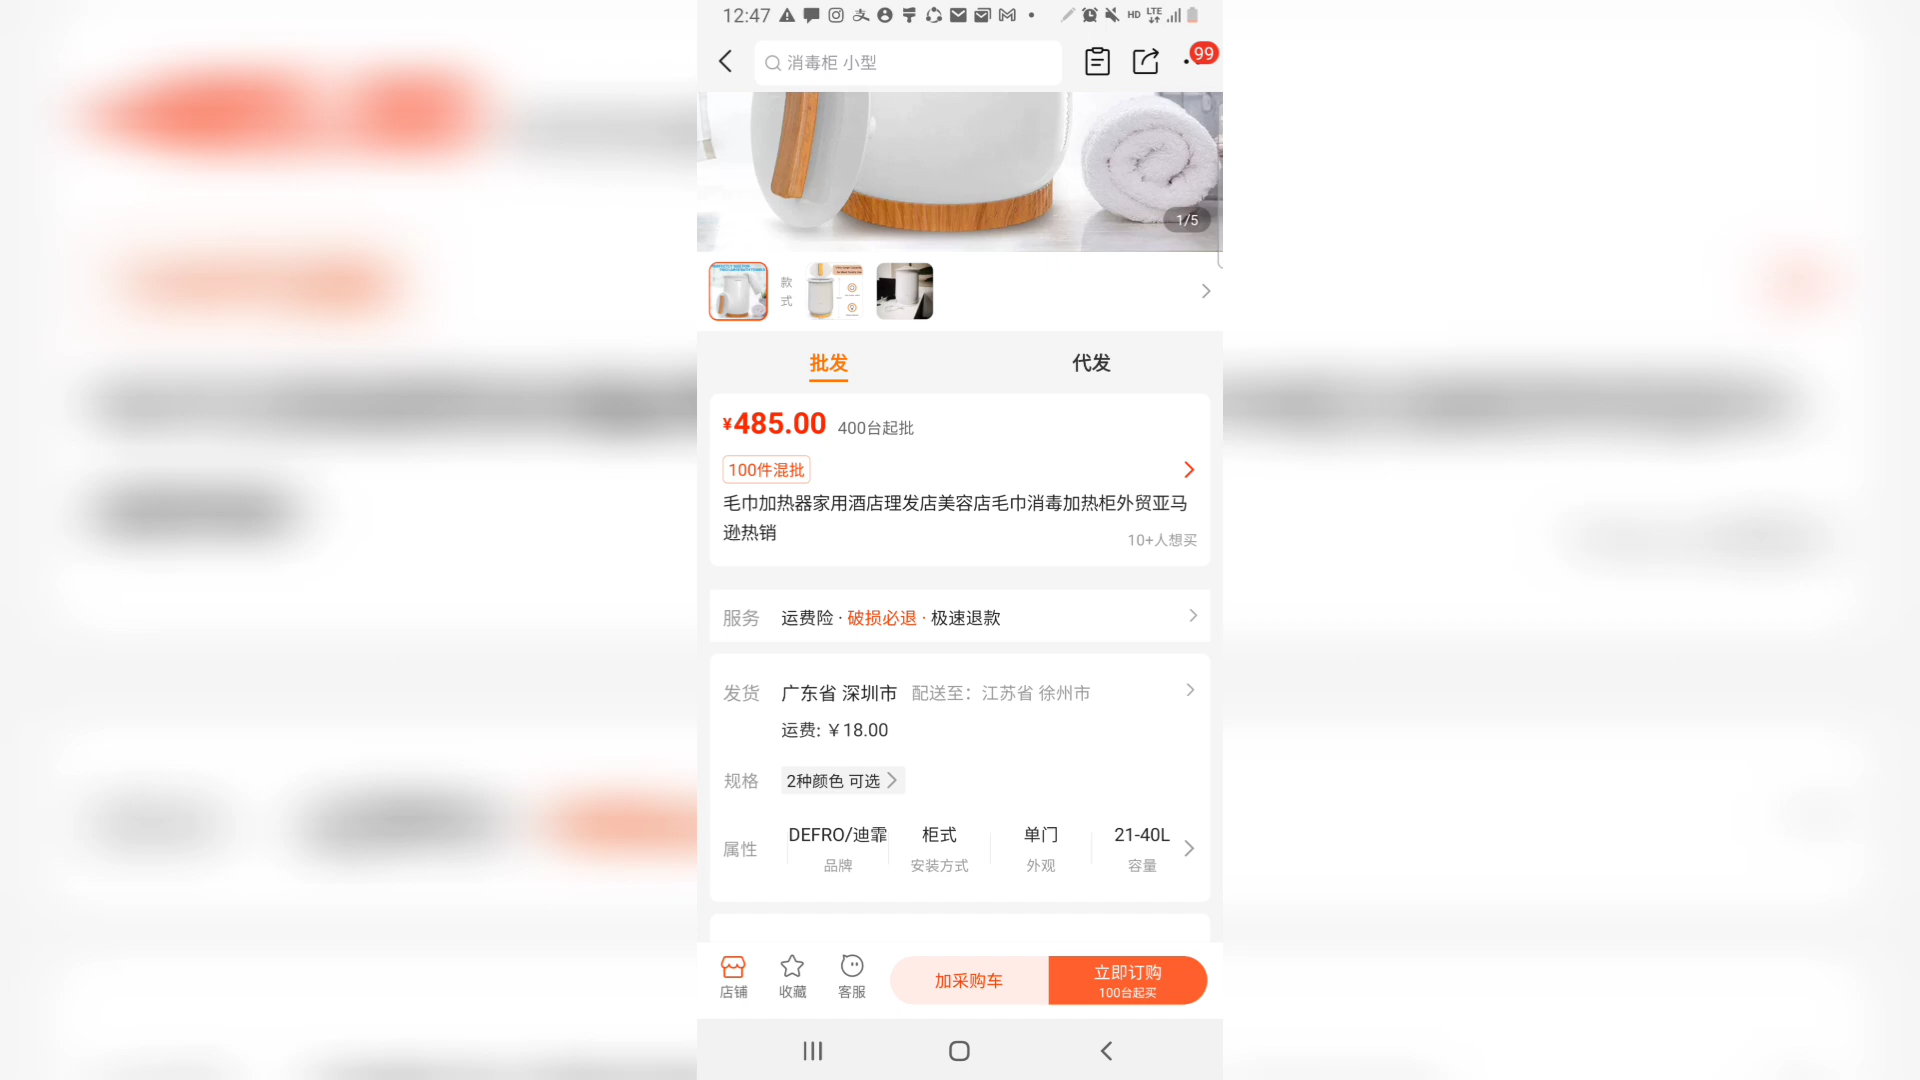 12:47
HD LTE
消毒柜 小型
99
1/5
款
式
批发
代发
¥485.00 400台起批
100件混批
毛巾加热器家用酒店理发店美容店毛巾消毒加热柜外贸亚马
逊热销
10+人想买
服务 运费险 · 破损必退 · 极速退款
发货 广东省 深圳市 配送至：江苏省 徐州市
运费: ￥18.00
规格 2种颜色 可选
属性
DEFRO/迪霏 柜式 单门 21-40L
品牌 安装方式 外观 容量
店铺 收藏 客服
加采购车
立即订购
100台起买